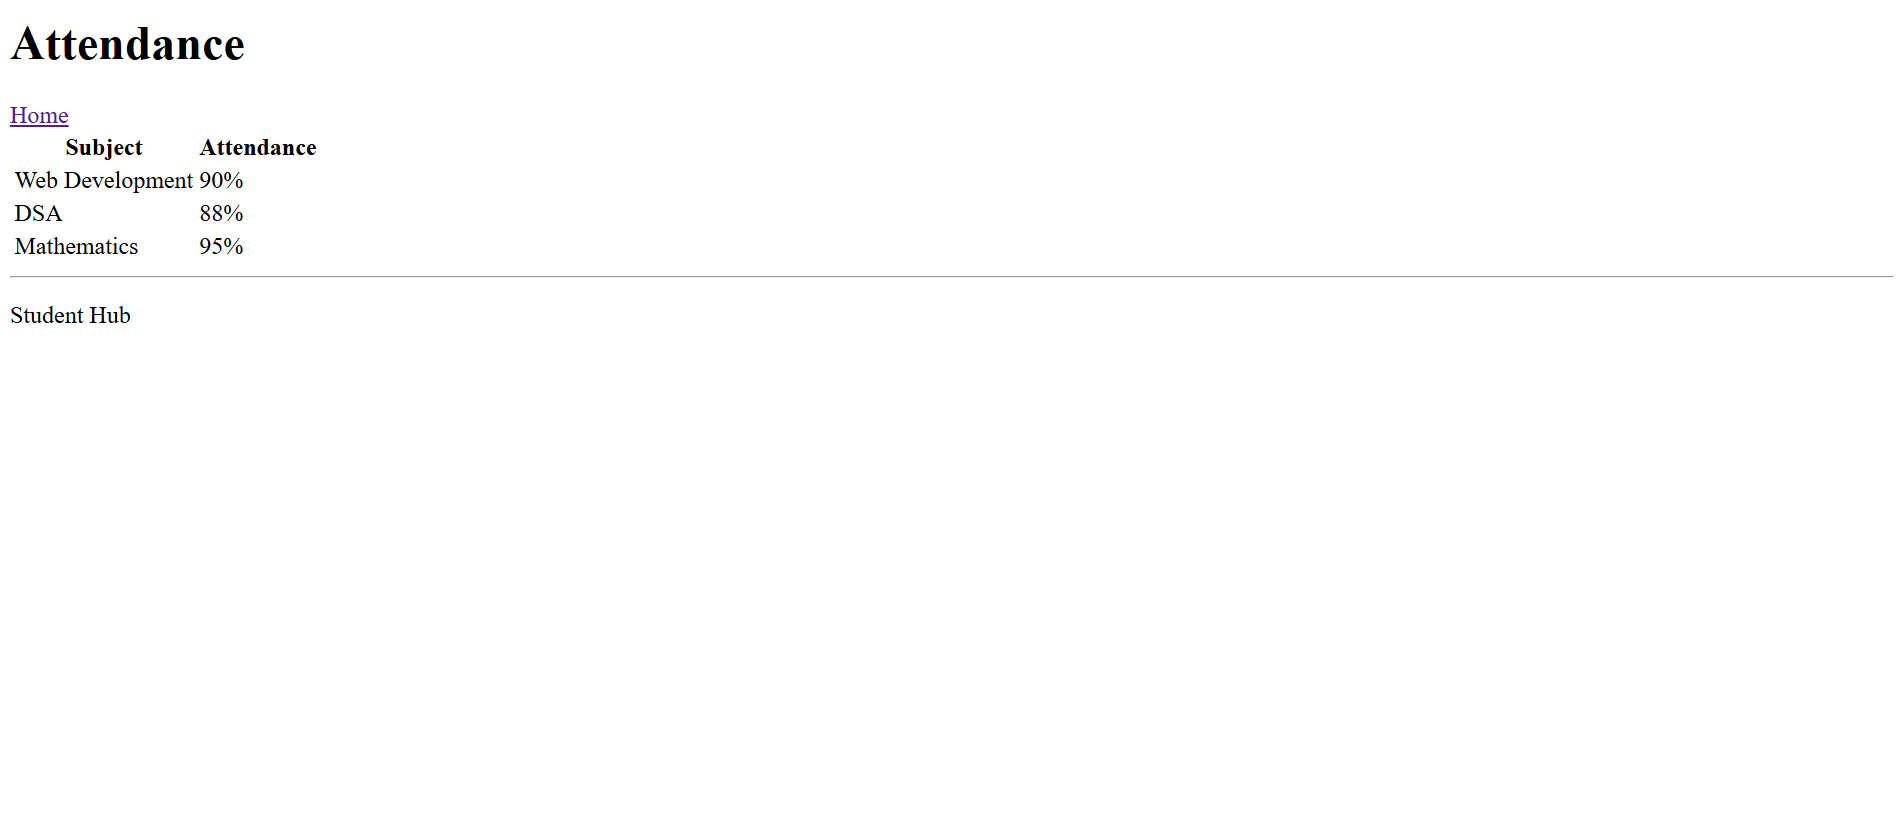 Attendance
Home
Subject Attendance
Web Development 90%
DSA 88%
Mathematics 95%
Student Hub